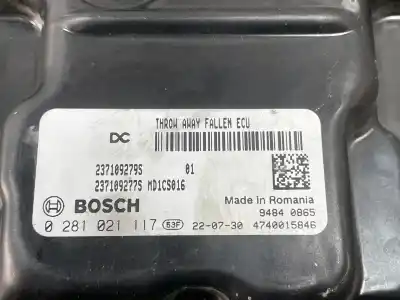 THROW AWAY FALLEN ECU
DC
237109279S 01
237109277S MD1CS016
BOSCH
Made in Romania
9484 0865
0 281 021 117 63F 22-07-30 4740015846